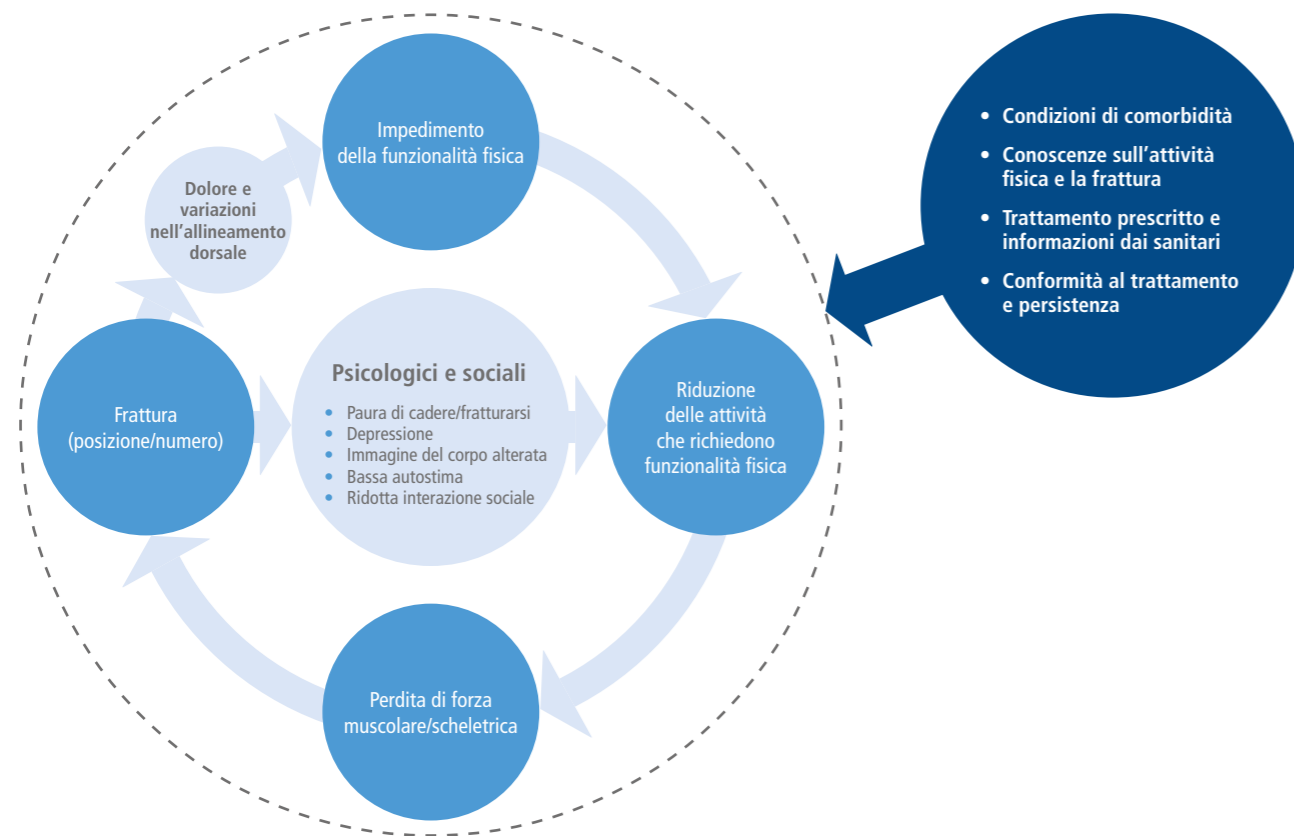 Impedimento
della funzionalità fisica
Dolore e
variazioni
nell'allineamento
dorsale
Frattura
(posizione/numero)
Psicologici e sociali
• Paura di cadere/fratturarsi
• Depressione
• Immagine del corpo alterata
• Bassa autostima
• Ridotta interazione sociale
Riduzione
delle attività
che richiedono
funzionalità fisica
Perdita di forza
muscolare/scheletrica
• Condizioni di comorbidità
• Conoscenze sull'attività
fisica e la frattura
• Trattamento prescritto e
informazioni dai sanitari
• Conformità al trattamento
e persistenza